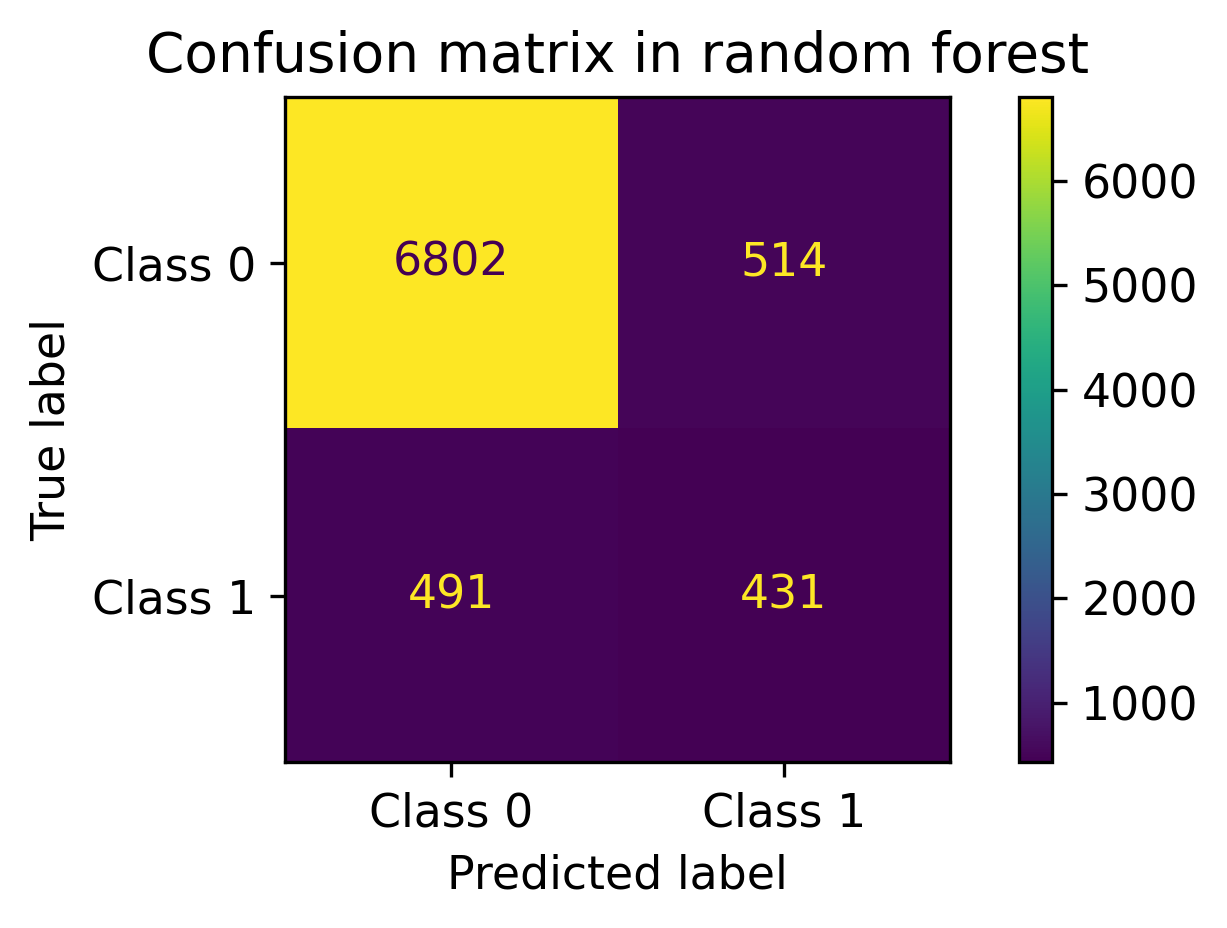 Confusion matrix in random forest
True label
Class 0
6802
514
Class 1
491
431
Class 0
Class 1
Predicted label
6000
5000
4000
3000
2000
1000